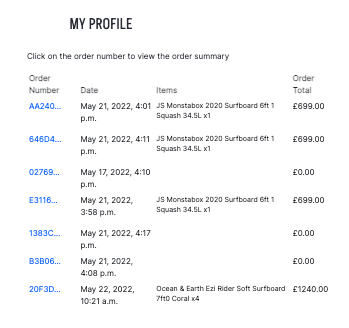 MY PROFILE
Click on the order number to view the order summary
Order Number Date Items Order Total
AA240... May 21, 2022, 4:01 p.m. JS Monstabox 2020 Surfboard 6ft 1 Squash 34.5L x1 £699.00
646D4... May 21, 2022, 4:11 p.m. JS Monstabox 2020 Surfboard 6ft 1 Squash 34.5L x1 £699.00
02769... May 17, 2022, 4:10 p.m. £0.00
E3116... May 21, 2022, 3:58 p.m. JS Monstabox 2020 Surfboard 6ft 1 Squash 34.5L x1 £699.00
1383C... May 21, 2022, 4:17 p.m. £0.00
B3B06... May 21, 2022, 4:08 p.m. £0.00
20F3D... May 22, 2022, 10:21 a.m. Ocean & Earth Ezi Rider Soft Surfboard 7ft0 Coral x4 £1240.00